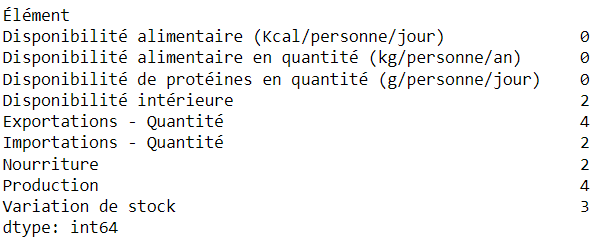 Élément
Disponibilité alimentaire (Kcal/personne/jour) 0
Disponibilité alimentaire en quantité (kg/personne/an) 0
Disponibilité de protéines en quantité (g/personne/jour) 0
Disponibilité intérieure 2
Exportations - Quantité 4
Importations - Quantité 2
Nourriture 2
Production 4
Variation de stock 3
dtype: int64